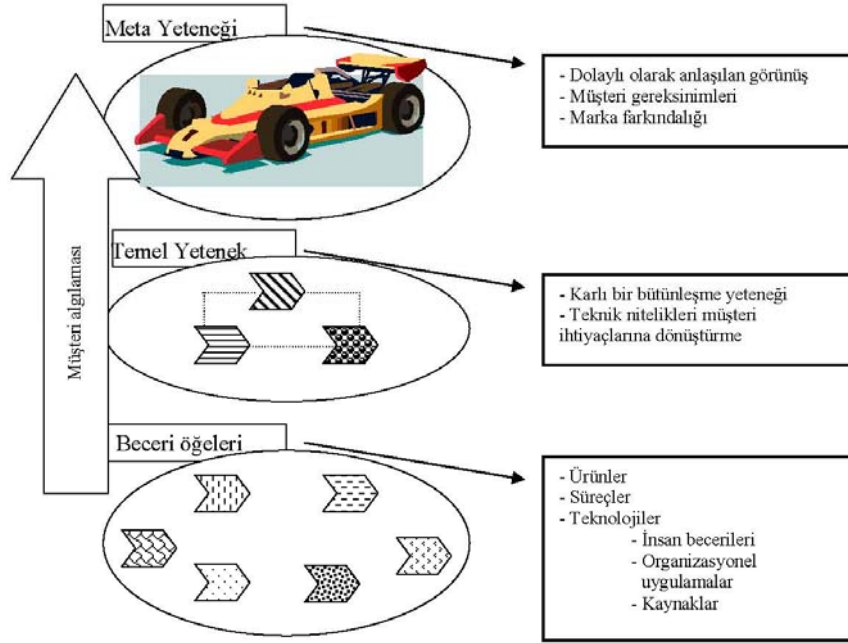 Meta Yeteneği
- Dolaylı olarak anlaşılan görünüş
- Müşteri gereksinimleri
- Marka farkındalığı
Müşteri algılaması
Temel Yetenek
- Karlı bir bütünleşme yeteneği
- Teknik nitelikleri müşteri
ihtiyaçlarına dönüştürme
Beceri öğeleri
- Ürünler
- Süreçler
- Teknolojiler
- İnsan becerileri
- Organizasyonel
uygulamalar
- Kaynaklar